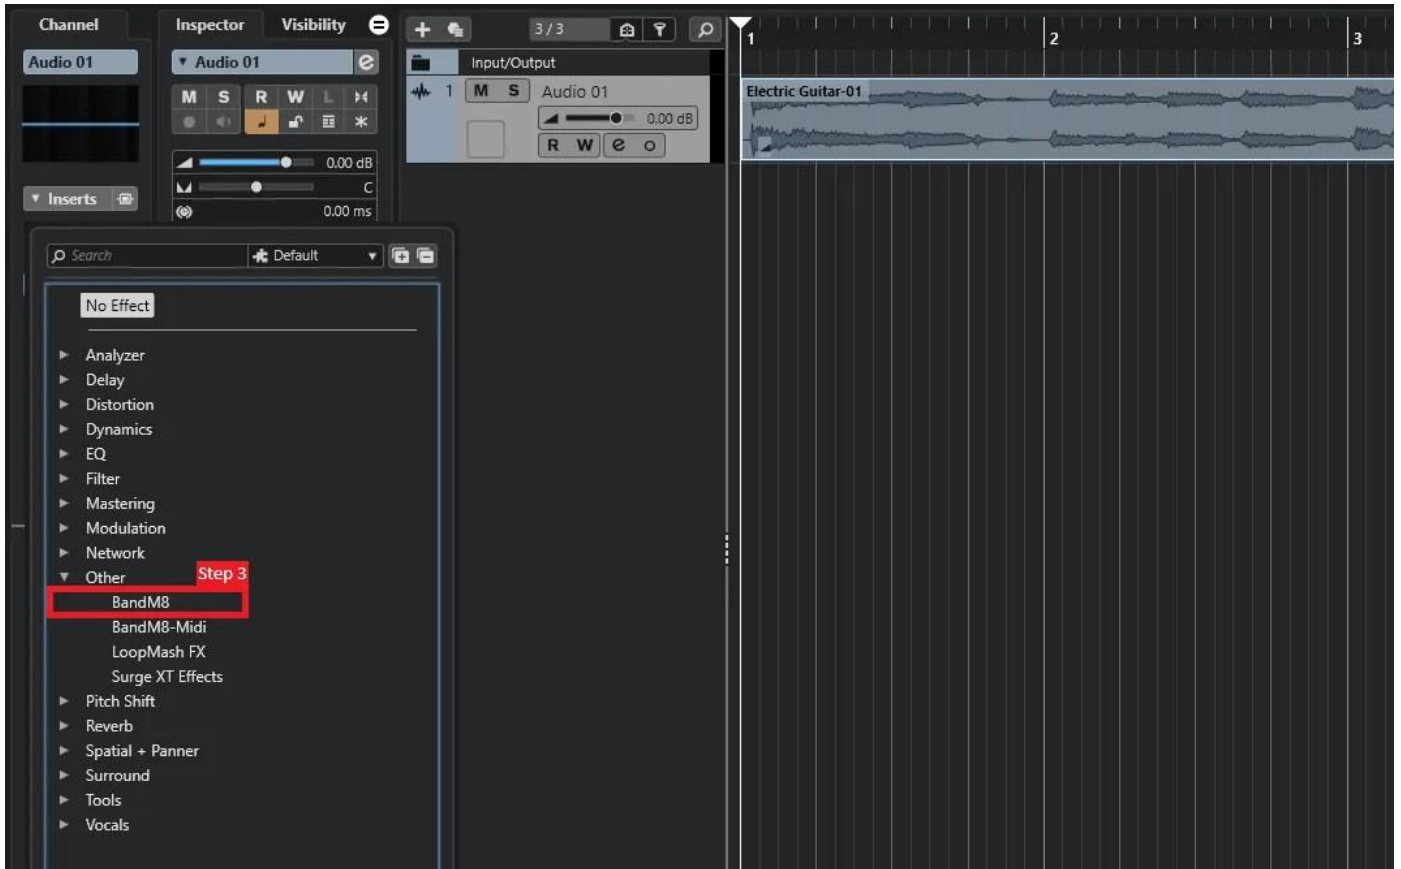 Channel
Inspector Visibility
3 / 3
1 2 3
Audio 01
Audio 01 e
Input/Output
M S R W L
1 M S Audio 01
Electric Guitar-01
0.00 dB
R W e o
0.00 dB
C
Inserts
0.00 ms
Search Default
No Effect
Analyzer
Delay
Distortion
Dynamics
EQ
Filter
Mastering
Modulation
Network
Other Step 3
BandM8
BandM8-Midi
LoopMash FX
Surge XT Effects
Pitch Shift
Reverb
Spatial + Panner
Surround
Tools
Vocals